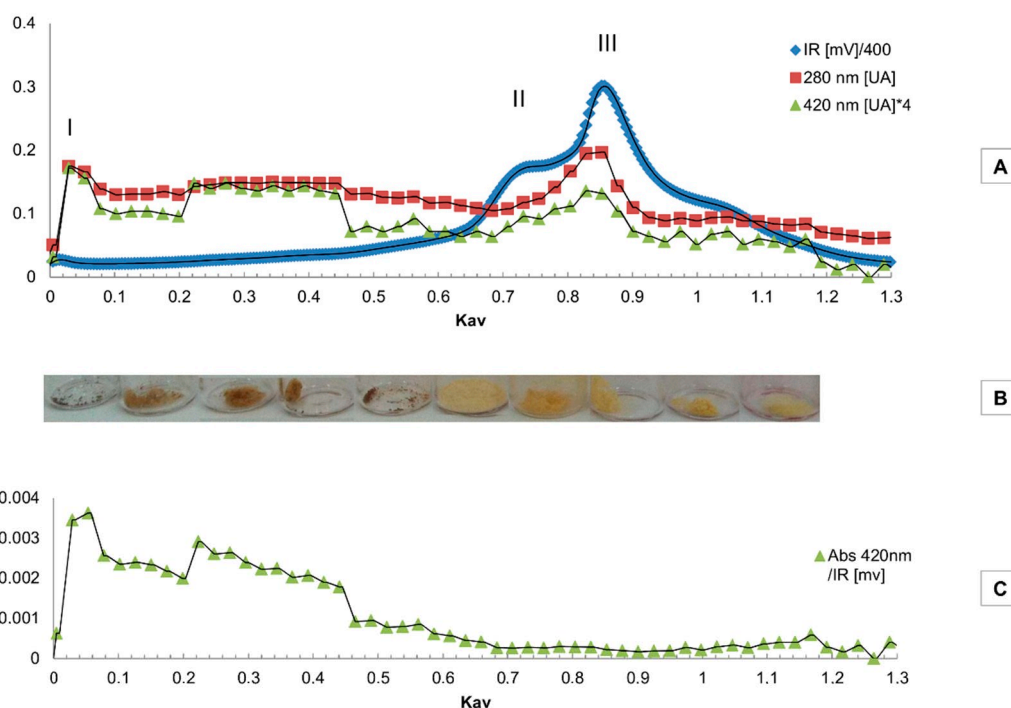 0.4
0.3
0.2
0.1
0
I
II
III
IR [mV]/400
280 nm [UA]
420 nm [UA]*4
A
0 0.1 0.2 0.3 0.4 0.5 0.6 0.7 0.8 0.9 1 1.1 1.2 1.3
Kav
B
0.004
0.003
0.002
0.001
0
Abs 420nm
/IR [mv]
C
0 0.1 0.2 0.3 0.4 0.5 0.6 0.7 0.8 0.9 1 1.1 1.2 1.3
Kav